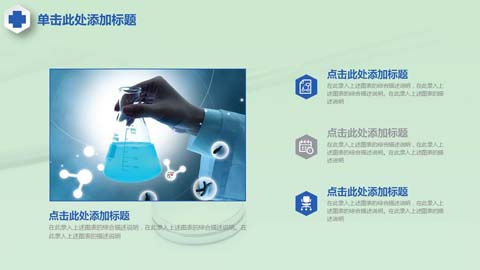 单击此处添加标题
点击此处添加标题
在此录入上述图表的综合描述说明，在此录入上述图表的综合描述说明。在此录入上述图表的描述说明
点击此处添加标题
在此录入上述图表的综合描述说明，在此录入上
述图表的综合描述说明。在此录入上述图表的描
述说明
点击此处添加标题
在此录入上述图表的综合描述说明，在此录入上
述图表的综合描述说明。在此录入上述图表的描
述说明
点击此处添加标题
在此录入上述图表的综合描述说明，在此录入上述图表的综合描述说明。在
此录入上述图表的描述说明